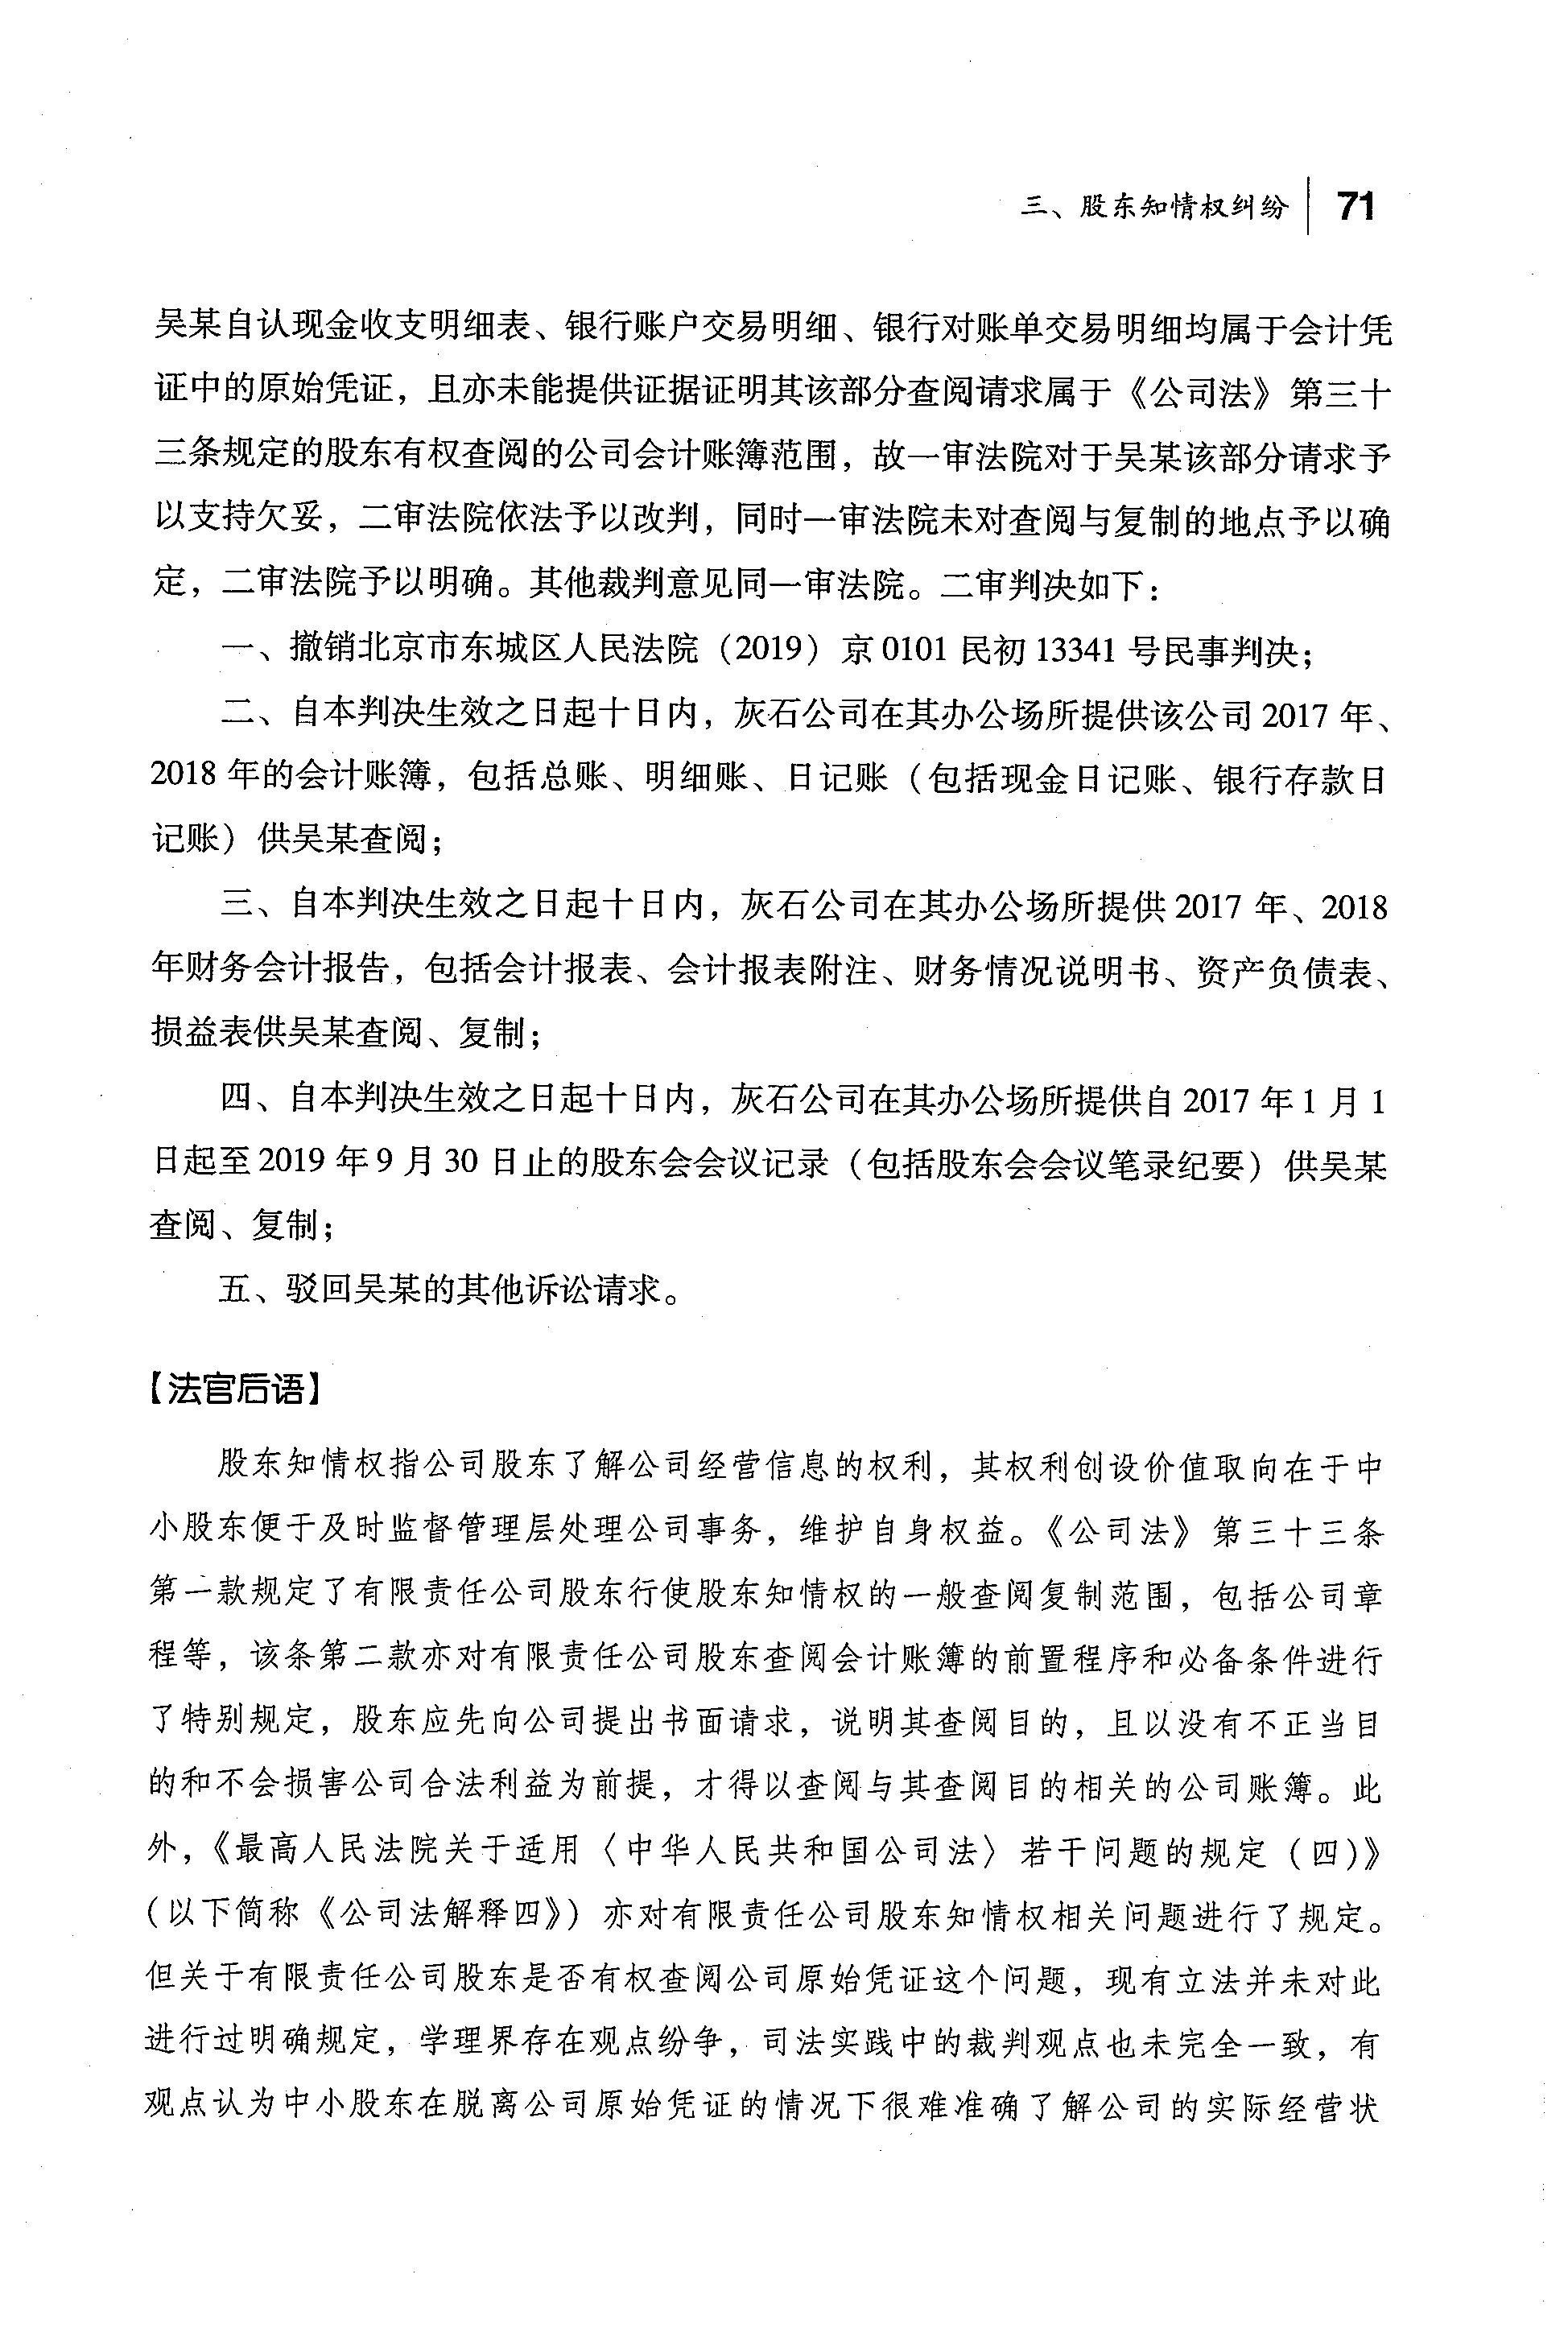 三、股东知情权纠纷 71
吴某自认现金收支明细表、银行账户交易明细、银行对账单交易明细均属于会计凭
证中的原始凭证，且亦未能提供证据证明其该部分查阅请求属于《公司法》第三十
三条规定的股东有权查阅的公司会计账簿范围，故一审法院对于吴某该部分请求予
以支持欠妥，二审法院依法予以改判，同时一审法院未对查阅与复制的地点予以确
定，二审法院予以明确。其他裁判意见同一审法院。二审判决如下：
一、撤销北京市东城区人民法院（2019）京 0101 民初 13341 号民事判决；
二、自本判决生效之日起十日内，灰石公司在其办公场所提供该公司 2017 年、
2018 年的会计账簿，包括总账、明细账、日记账（包括现金日记账、银行存款日
记账）供吴某查阅；
三、自本判决生效之日起十日内，灰石公司在其办公场所提供 2017 年、2018
年财务会计报告，包括会计报表、会计报表附注、财务情况说明书、资产负债表、
损益表供吴某查阅、复制；
四、自本判决生效之日起十日内，灰石公司在其办公场所提供自 2017 年 1 月 1
日起至 2019 年 9 月 30 日止的股东会会议记录（包括股东会会议笔录纪要）供吴某
查阅、复制；
五、驳回吴某的其他诉讼请求。
【法官后语】
股东知情权指公司股东了解公司经营信息的权利，其权利创设价值取向在于中
小股东便于及时监督管理层处理公司事务，维护自身权益。《公司法》第三十三条
第一款规定了有限责任公司股东行使股东知情权的一般查阅复制范围，包括公司章
程等，该条第二款亦对有限责任公司股东查阅会计账簿的前置程序和必备条件进行
了特别规定，股东应先向公司提出书面请求，说明其查阅目的，且以没有不正当目
的和不会损害公司合法利益为前提，才得以查阅与其查阅目的相关的公司账簿。此
外，《最高人民法院关于适用〈中华人民共和国公司法〉若干问题的规定（四）》
（以下简称《公司法解释四》）亦对有限责任公司股东知情权相关问题进行了规定。
但关于有限责任公司股东是否有权查阅公司原始凭证这个问题，现有立法并未对此
进行过明确规定，学理界存在观点纷争，司法实践中的裁判观点也未完全一致，有
观点认为中小股东在脱离公司原始凭证的情况下很难准确了解公司的实际经营状